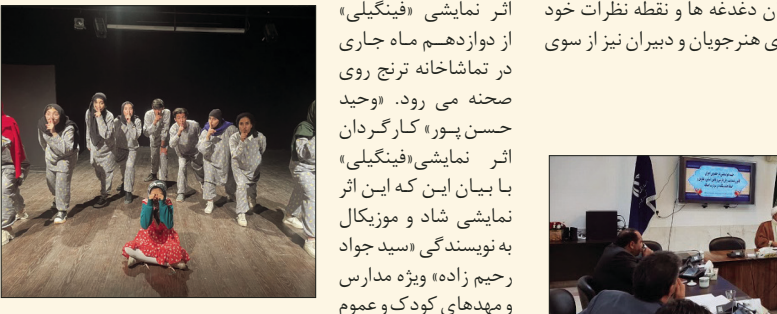 ن دغدغه ها و نقطه نظرات خود
ی هنرجویان و دبیران نیز از سوی
اثر نمایشی «فینگیلی»
از دوازدهم ماه جاری
در تماشاخانه ترنج روی
صحنه می رود. «وحید
حسن پور» کارگردان
اثر نمایشی«فینگیلی»
با بیان این که این اثر
نمایشی شاد و موزیکال
به نویسندگی «سید جواد
رحیم زاده» ویژه مدارس
و مهدهای کودک و عموم